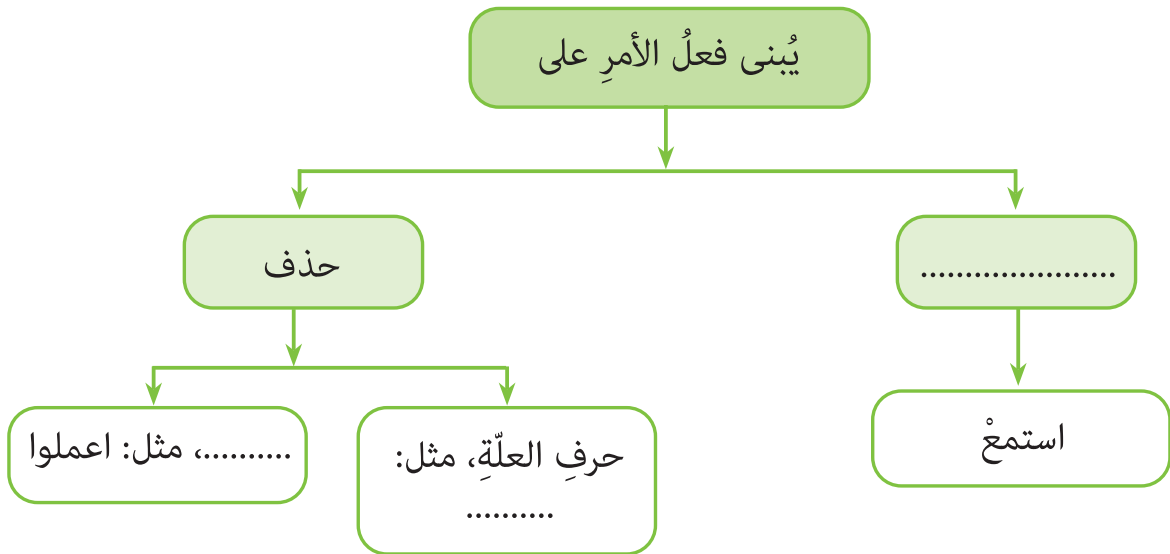 يُبنى فعلُ الأمرِ على
......................
حذف
استمعْ
حرفِ العلّةِ، مثل:
..........
..........، مثل: اعملوا